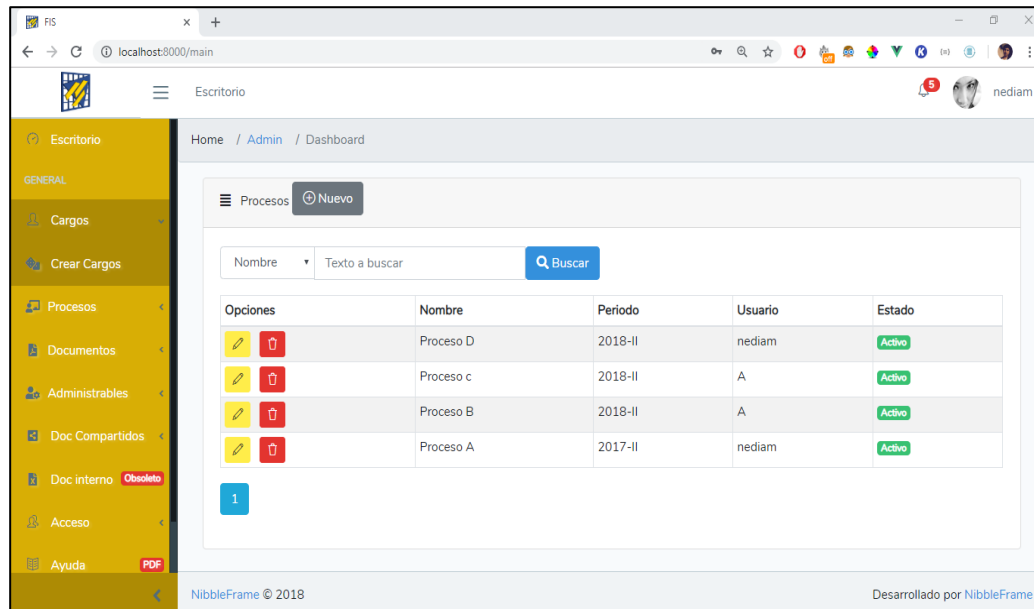 FIS
localhost:8000/main
off
Escritorio
5
nediam
Escritorio
GENERAL
Cargos
Crear Cargos
Procesos
Documentos
Administrables
Doc Compartidos
Doc interno Obsoleto
Acceso
Ayuda PDF
Home / Admin / Dashboard
Procesos Nuevo
Nombre Texto a buscar Buscar
Opciones Nombre Periodo Usuario Estado
Proceso D 2018-II nediam Activo
Proceso c 2018-II A Activo
Proceso B 2018-II A Activo
Proceso A 2017-II nediam Activo
1
NibbleFrame © 2018 Desarrollado por NibbleFrame